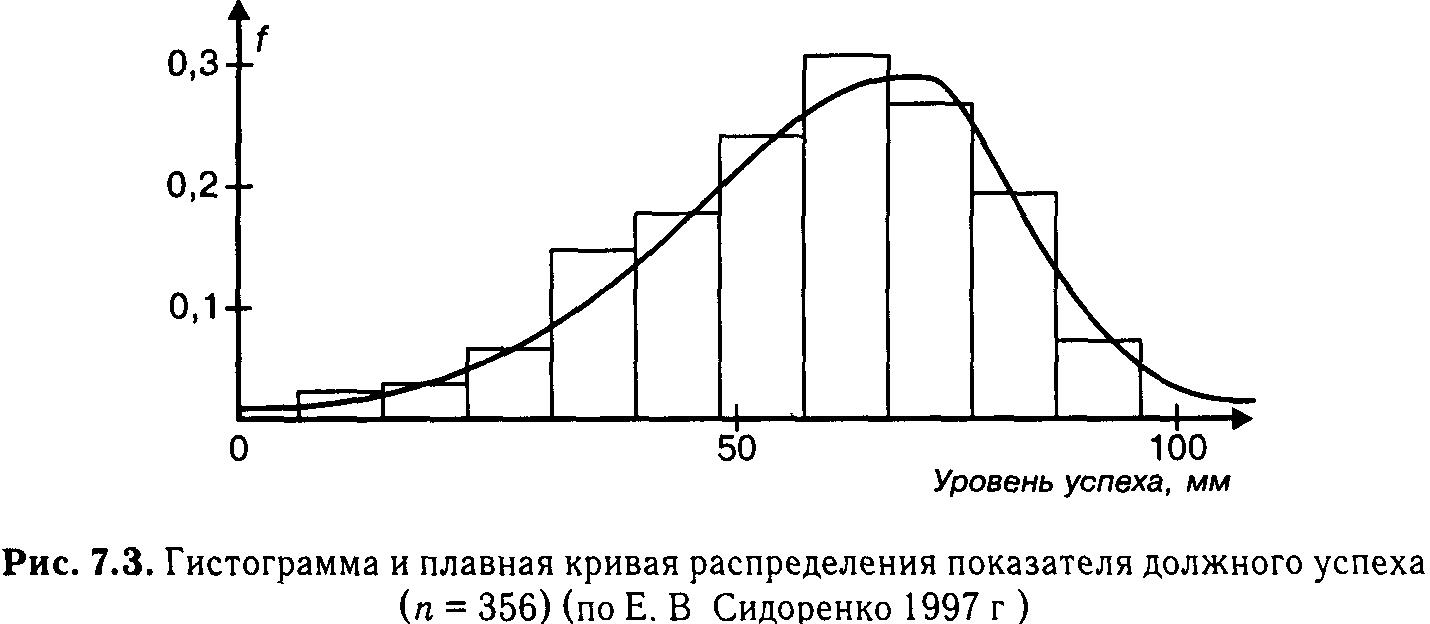 f
0,3
0,2
0,1
0 50 100
Уровень успеха, мм
Рис. 7.3. Гистограмма и плавная кривая распределения показателя должного успеха
(n = 356) (по Е. В Сидоренко 1997 г )